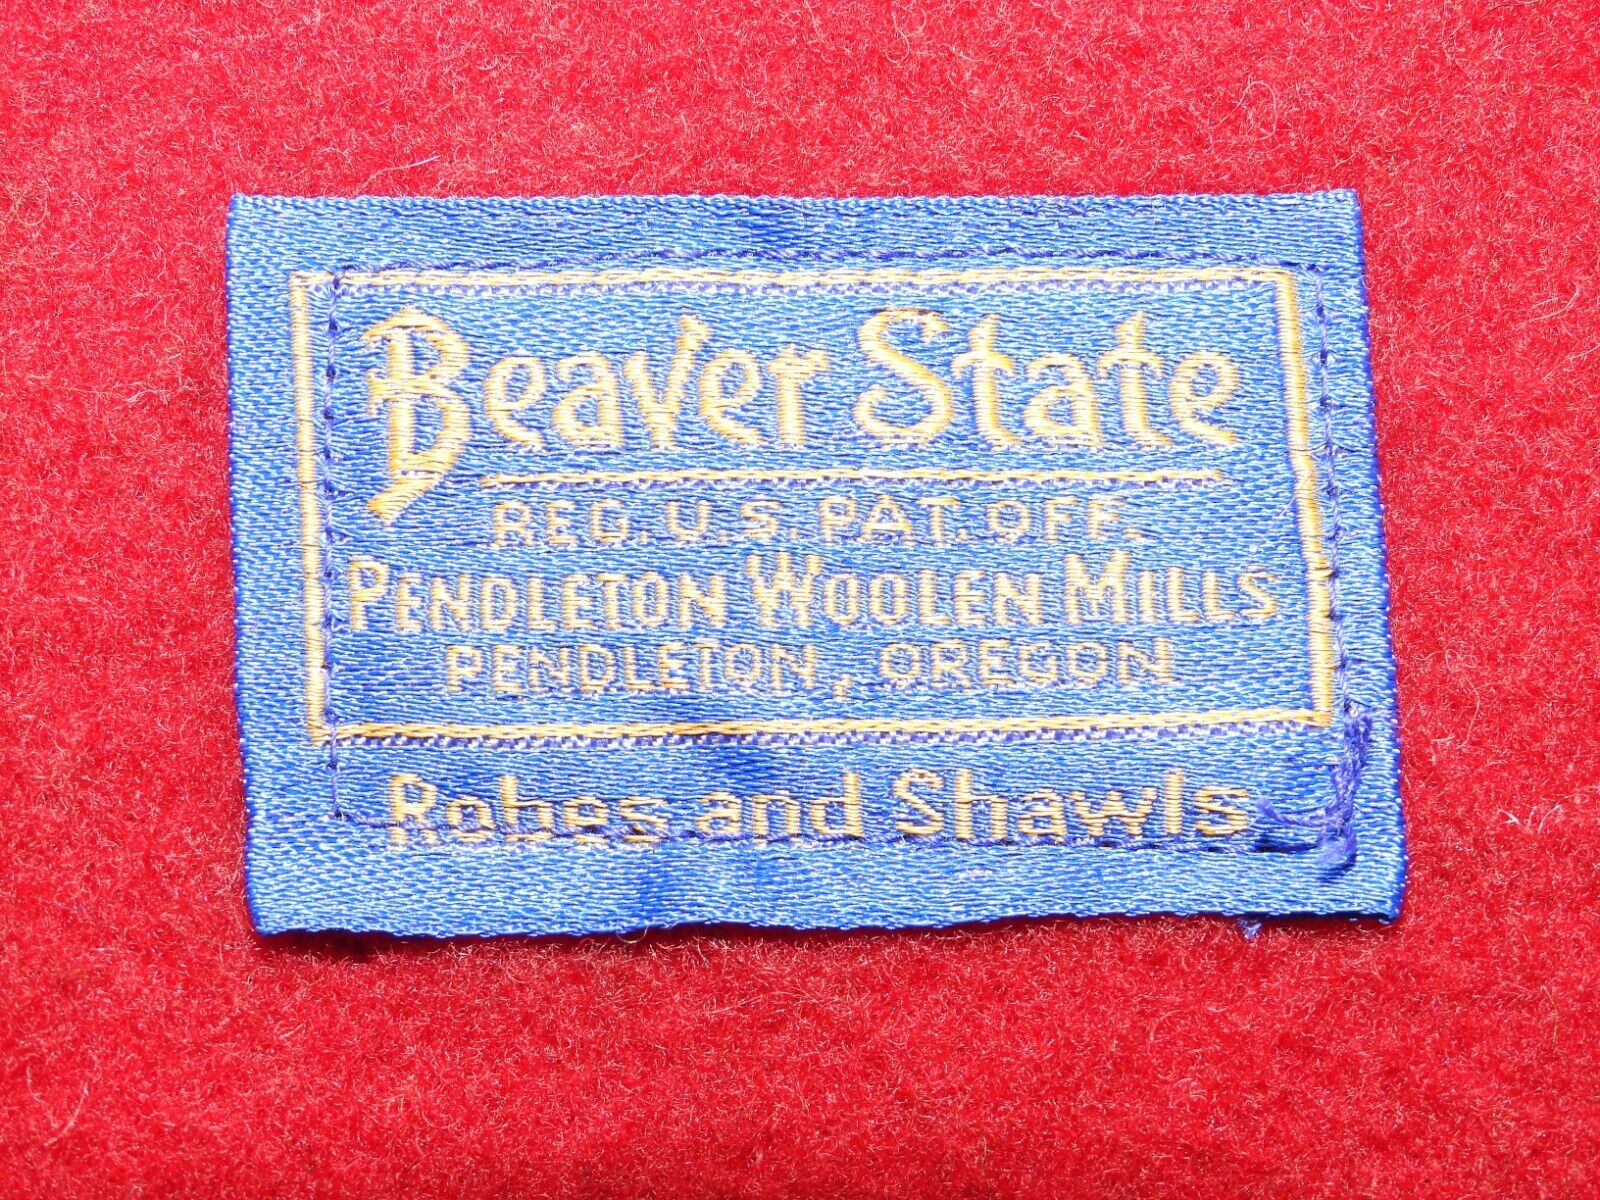 Beaver State
REG. U.S. PAT. OFF.
PENDLETON WOOLEN MILLS
PENDLETON, OREGON
Robes and Shawls